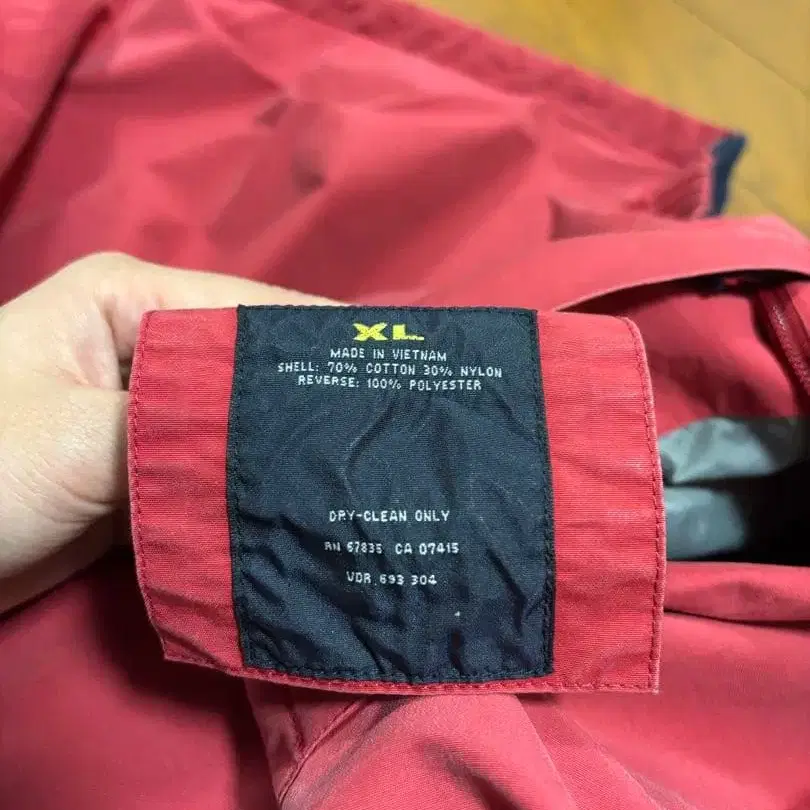 XL
MADE IN VIETNAM
SHELL: 70% COTTON 30% NYLON
REVERSE: 100% POLYESTER
DRY-CLEAN ONLY
RN 67835 CA 07415
VDR 693 304